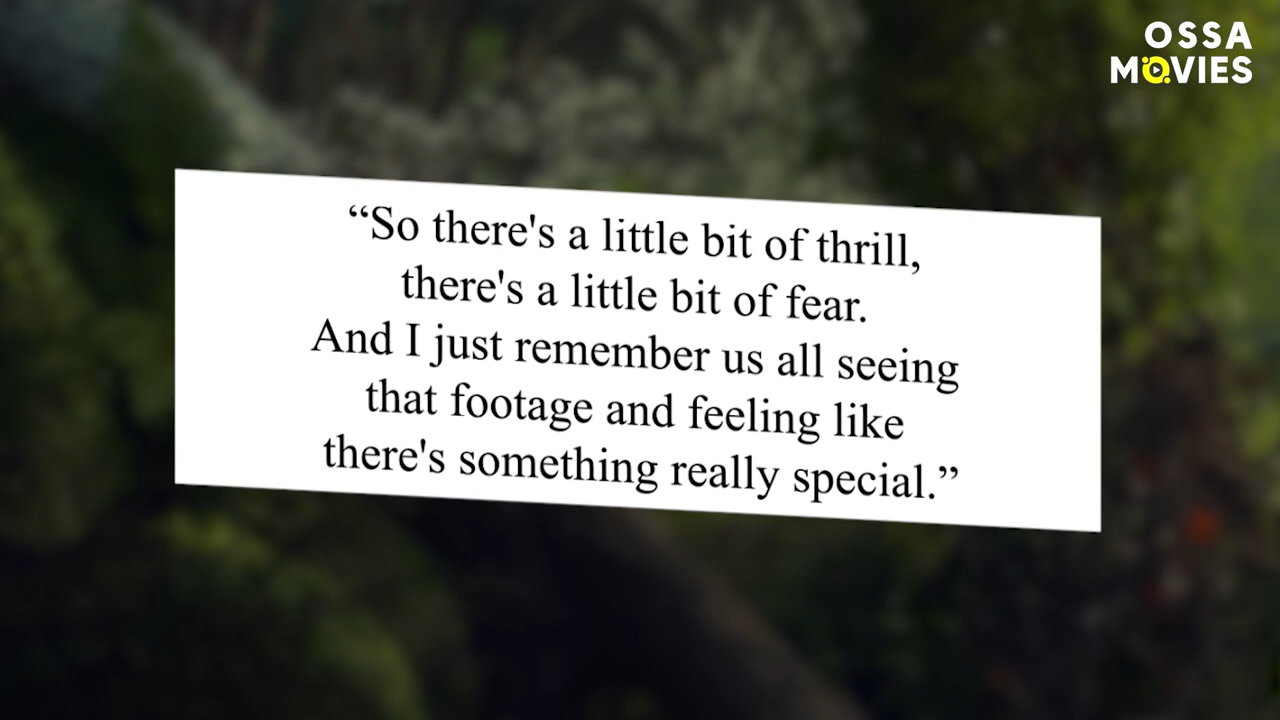 OSSA
MOVIES
“So there's a little bit of thrill,
there's a little bit of fear.
And I just remember us all seeing
that footage and feeling like
there's something really special.”